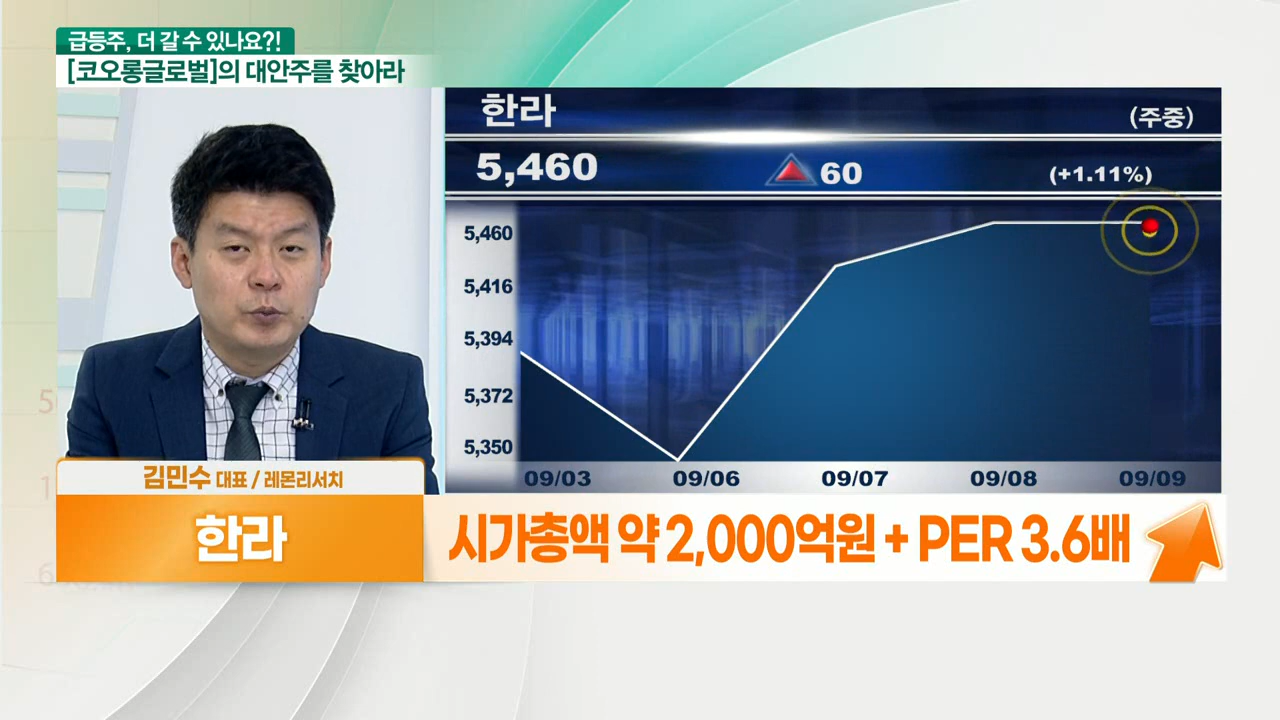 급등주, 더 갈 수 있나요?!
[코오롱글로벌]의 대안주를 찾아라
한라
(주중)
5,460
60
(+1.11%)
5,460
5,416
5,394
5,372
5,350
09/03 09/06 09/07 09/08 09/09
김민수 대표 / 레몬리서치
한라
시가총액 약 2,000억원 + PER 3.6배